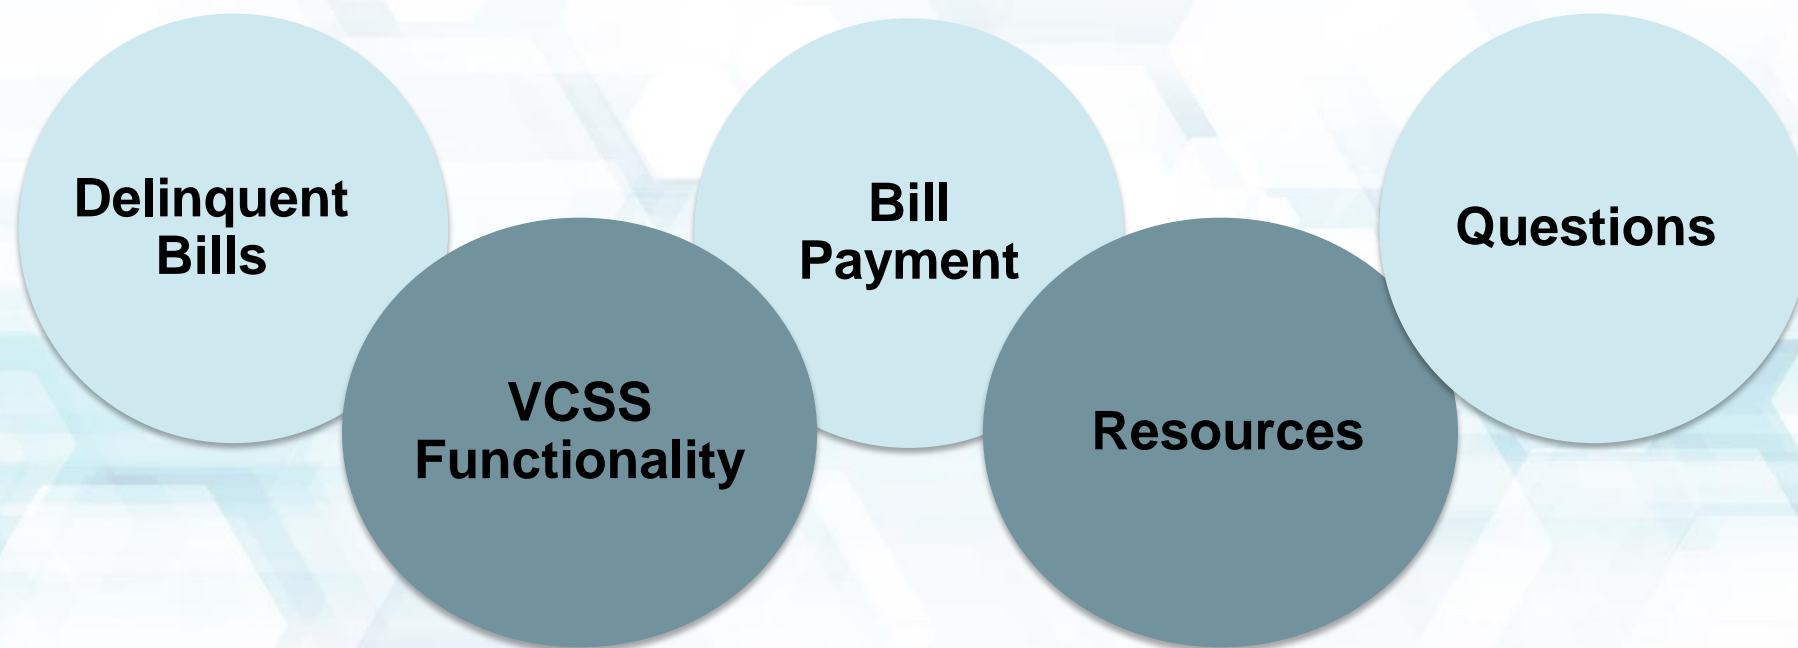 Delinquent
Bills
VCSS
Functionality
Bill
Payment
Resources
Questions